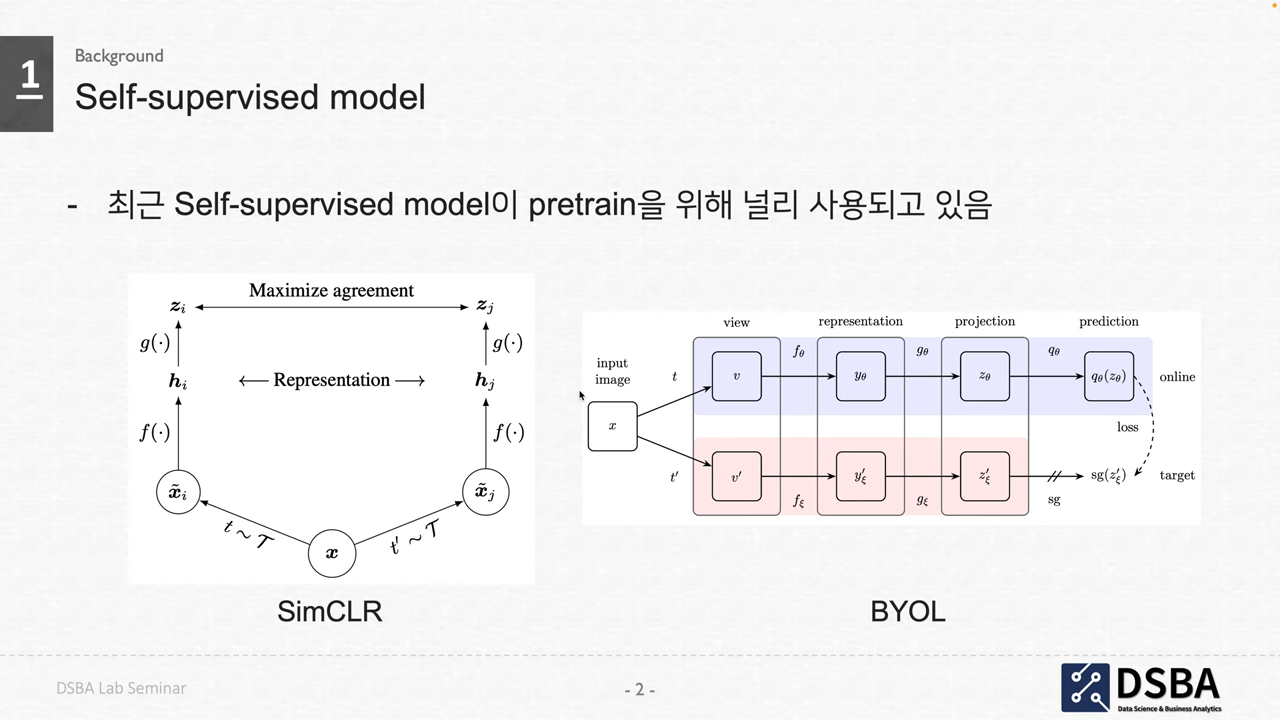 1
Background
Self-supervised model
- 최근 Self-supervised model이 pretrain을 위해 널리 사용되고 있음
Maximize agreement
z_i z_j
g(·) g(·)
h_i ← Representation → h_j
f(·) f(·)
x̃_i x̃_j
t ~ 𝒯 t′ ~ 𝒯
x
SimCLR
view representation projection prediction
input image
t f_θ g_θ q_θ
v y_θ z_θ q_θ(z_θ) online
x
loss
t′ v′ y′_ξ z′_ξ sg(z′_ξ) target
f_ξ g_ξ sg
BYOL
DSBA Lab Seminar
- 2 -
DSBA
Data Science & Business Analytics